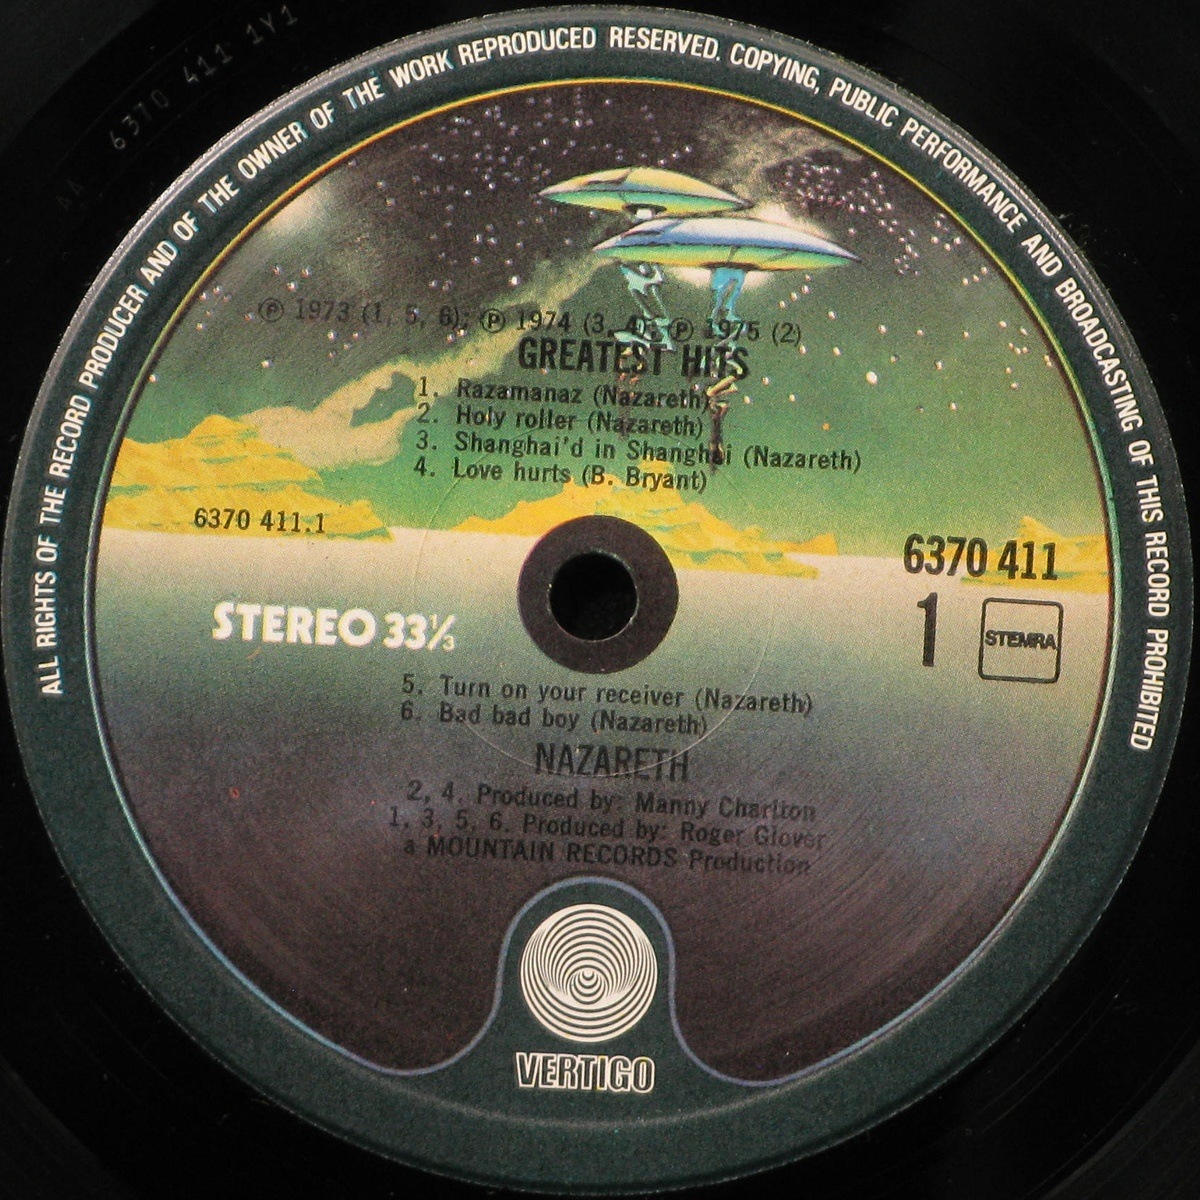 AA 6370 411 1Y1
ALL RIGHTS OF THE RECORD PRODUCER AND OF THE OWNER OF THE WORK REPRODUCED RESERVED. COPYING, PUBLIC PERFORMANCE AND BROADCASTING OF THIS RECORD PROHIBITED
Ⓟ 1973 (1, 5, 6); Ⓟ 1974 (3, 4); Ⓟ 1975 (2)
GREATEST HITS
1. Razamanaz (Nazareth)
2. Holy roller (Nazareth)
3. Shanghai'd in Shanghai (Nazareth)
4. Love hurts (B. Bryant)
6370 411.1
6370 411
STEREO 33⅓
1
STEMRA
5. Turn on your receiver (Nazareth)
6. Bad bad boy (Nazareth)
NAZARETH
2, 4. Produced by: Manny Charlton
1, 3, 5, 6. Produced by: Roger Glover
a MOUNTAIN RECORDS Production
VERTIGO